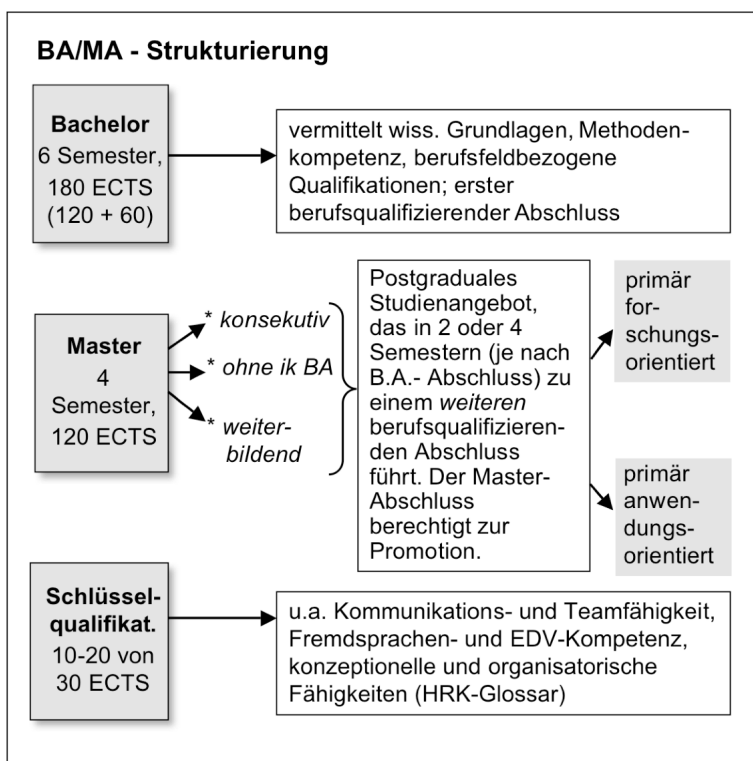 BA/MA - Strukturierung
Bachelor
6 Semester,
180 ECTS
(120 + 60)
vermittelt wiss. Grundlagen, Methoden-
kompetenz, berufsfeldbezogene
Qualifikationen; erster
berufsqualifizierender Abschluss
Master
4
Semester,
120 ECTS
* konsekutiv
* ohne ik BA
* weiter-
bildend
Postgraduales
Studienangebot,
das in 2 oder 4
Semestern (je nach
B.A.- Abschluss) zu
einem weiteren
berufsqualifizieren-
den Abschluss
führt. Der Master-
Abschluss
berechtigt zur
Promotion.
primär
for-
schungs-
orientiert
primär
anwen-
dungs-
orientiert
Schlüssel-
qualifikat.
10-20 von
30 ECTS
u.a. Kommunikations- und Teamfähigkeit,
Fremdsprachen- und EDV-Kompetenz,
konzeptionelle und organisatorische
Fähigkeiten (HRK-Glossar)